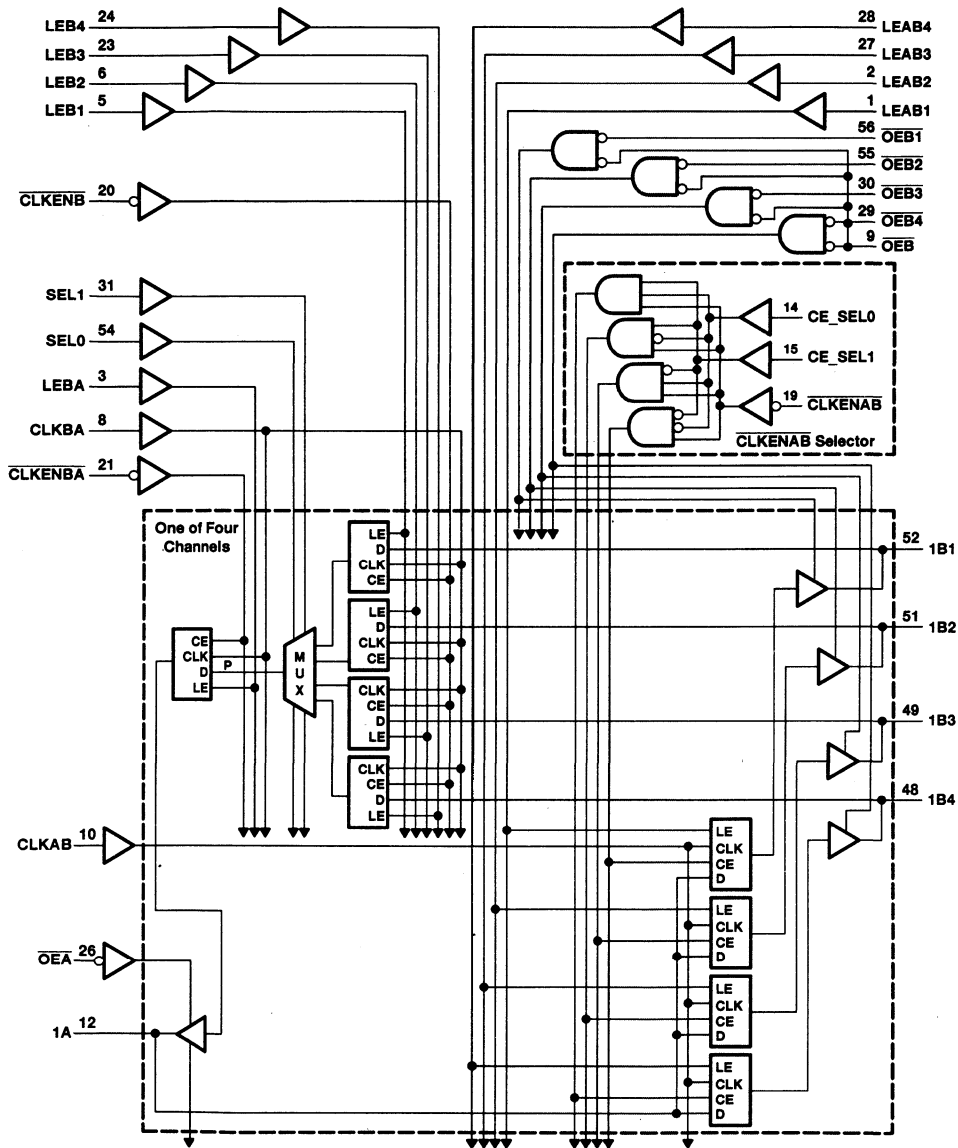 LEB4 24
LEB3 23
LEB2 6
LEB1 5
28 LEAB4
27 LEAB3
2 LEAB2
1 LEAB1
56 OEB1
55 OEB2
30 OEB3
29 OEB4
9 OEB
CLKENB 20
SEL1 31
SEL0 54
LEBA 3
CLKBA 8
CLKENBA 21
14 CE_SEL0
15 CE_SEL1
19 CLKENAB
CLKENAB Selector
One of Four
Channels
LE
D
CLK
CE
LE
D
CLK
CE
CLK
CE
D
LE
CLK
CE
D
LE
CE
CLK
D P
LE
M
U
X
52 1B1
51 1B2
49 1B3
48 1B4
CLKAB 10
OEA 26
1A 12
LE
CLK
CE
D
LE
CLK
CE
D
LE
CLK
CE
D
LE
CLK
CE
D